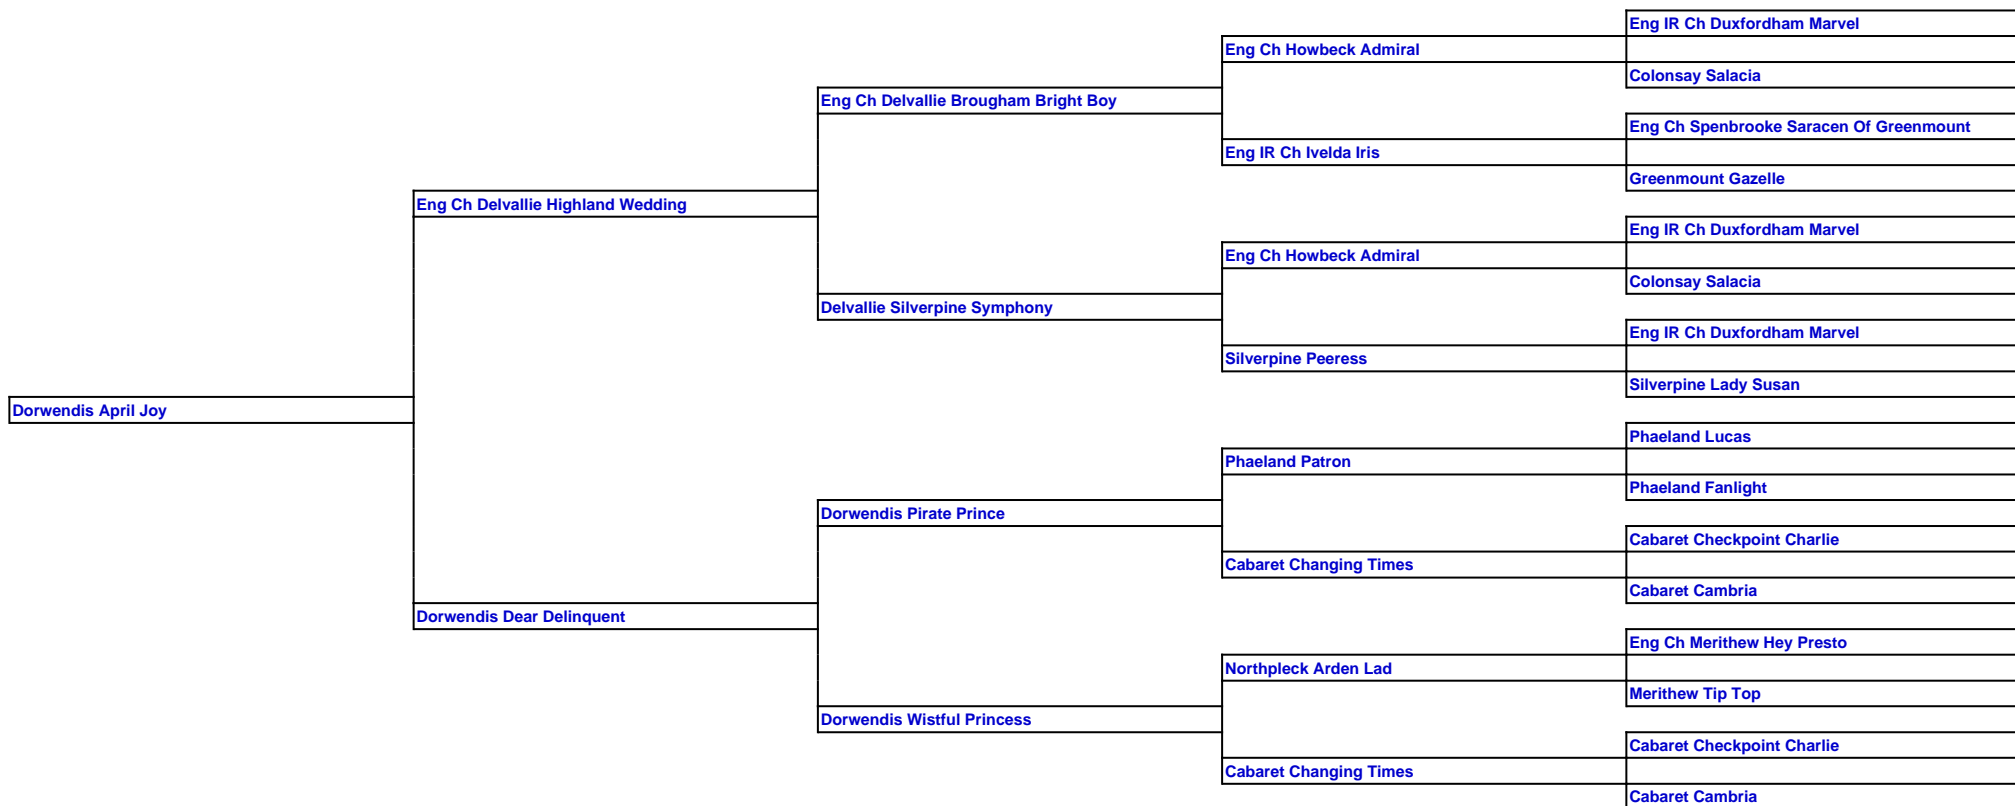 Eng IR Ch Duxfordham Marvel
Eng Ch Howbeck Admiral
Colonsay Salacia
Eng Ch Delvallie Brougham Bright Boy
Eng Ch Spenbrooke Saracen Of Greenmount
Eng IR Ch Ivelda Iris
Greenmount Gazelle
Eng Ch Delvallie Highland Wedding
Eng IR Ch Duxfordham Marvel
Eng Ch Howbeck Admiral
Colonsay Salacia
Delvallie Silverpine Symphony
Eng IR Ch Duxfordham Marvel
Silverpine Peeress
Silverpine Lady Susan
Dorwendis April Joy
Phaeland Lucas
Phaeland Patron
Phaeland Fanlight
Dorwendis Pirate Prince
Cabaret Checkpoint Charlie
Cabaret Changing Times
Cabaret Cambria
Dorwendis Dear Delinquent
Eng Ch Merithew Hey Presto
Northpleck Arden Lad
Merithew Tip Top
Dorwendis Wistful Princess
Cabaret Checkpoint Charlie
Cabaret Changing Times
Cabaret Cambria